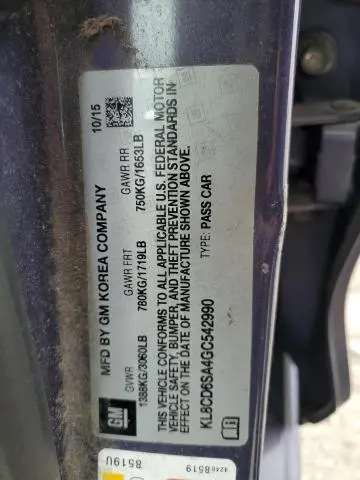 MFD BY GM KOREA COMPANY
10/15
GVWR
GAWR FRT
GAWR RR
1388KG/3060LB
780KG/1719LB
750KG/1653LB
THIS VEHICLE CONFORMS TO ALL APPLICABLE U.S. FEDERAL MOTOR
VEHICLE SAFETY, BUMPER, AND THEFT PREVENTION STANDARDS IN
EFFECT ON THE DATE OF MANUFACTURE SHOWN ABOVE.
KL8CD6SA4GC542990
TYPE: PASS CAR
GM
8519U
42468519